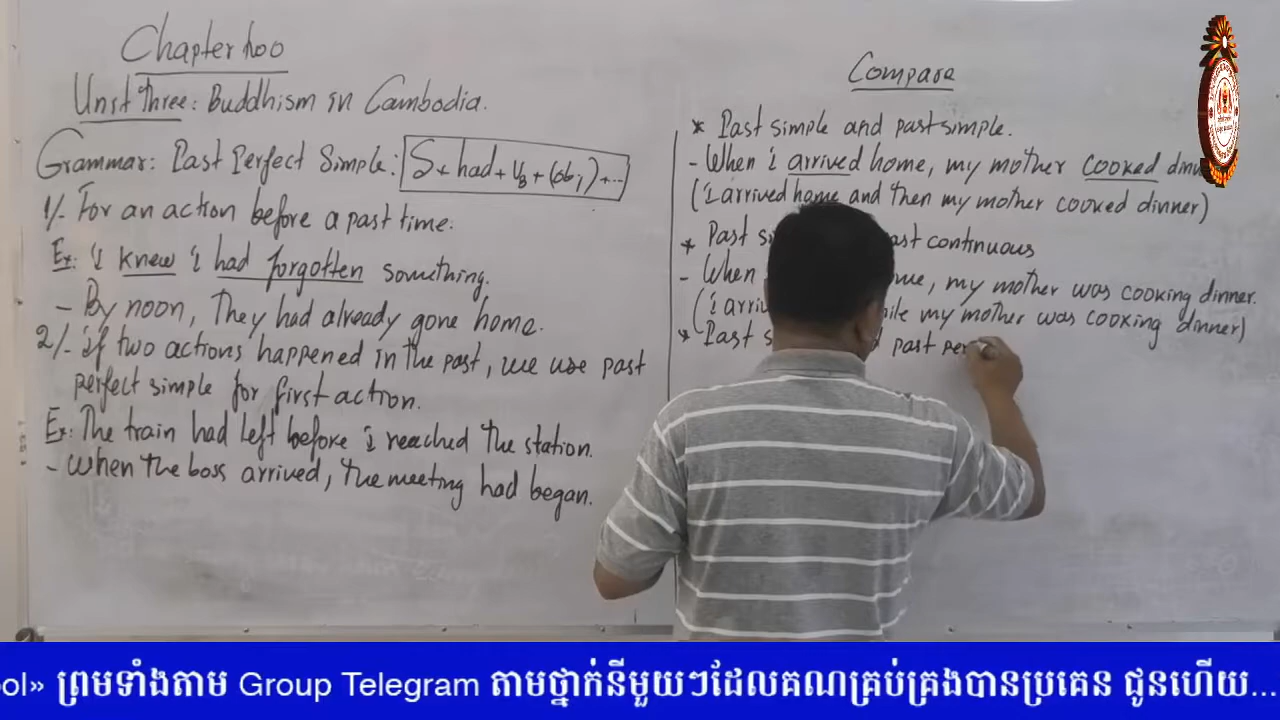 Chapter too
Unit three: Buddhism in Cambodia.
Grammar: Past Perfect Simple: S + had + V3 + (obj) + ...
1/. For an action before a past time.
Ex: i knew i had forgotten something.
- By noon, They had already gone home.
2/. if two actions happened in the past, we use past
perfect simple for first action.
Ex: The train had left before i reached the station.
- when the boss arrived, the meeting had began.
Compare
* Past simple and past simple.
- When i arrived home, my mother cooked
(i arrived home and then my mother cooked dinner)
* Past continuous
- When my mother was cooking dinner.
(i my mother was cooking dinner)
* Past past
ព្រមទាំងតាម Group Telegram តាមថ្នាក់នីមួយៗដែលគណគ្រប់គ្រងបានប្រគេន ជូនហើយ...